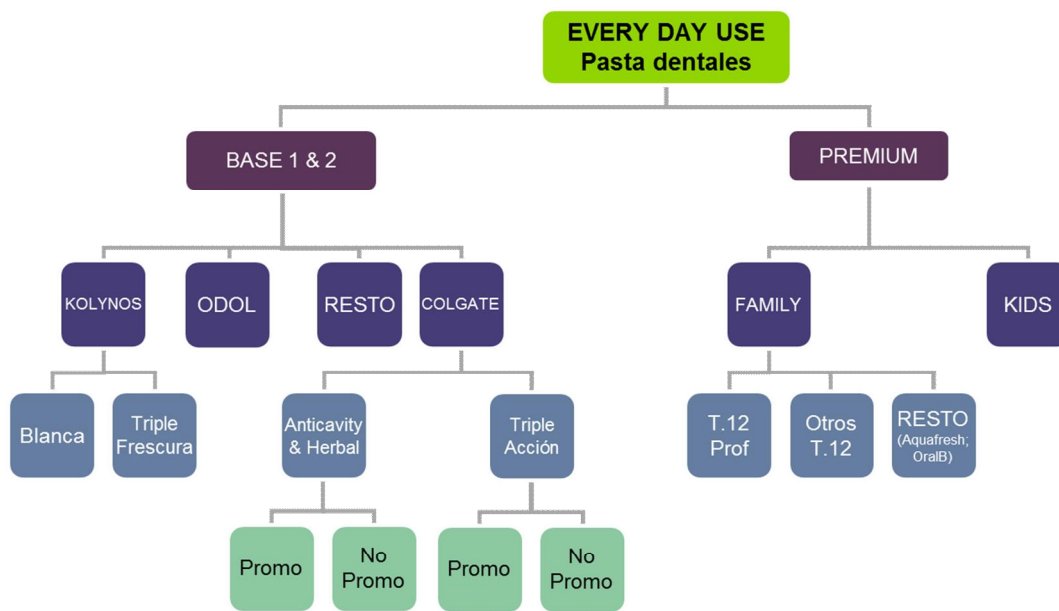 EVERY DAY USE
Pasta dentales
BASE 1 & 2
PREMIUM
KOLYNOS
ODOL
RESTO
COLGATE
FAMILY
KIDS
Blanca
Triple
Frescura
Anticavity
& Herbal
Triple
Acción
T.12
Prof
Otros
T.12
RESTO
(Aquafresh;
OralB)
Promo
No
Promo
Promo
No
Promo